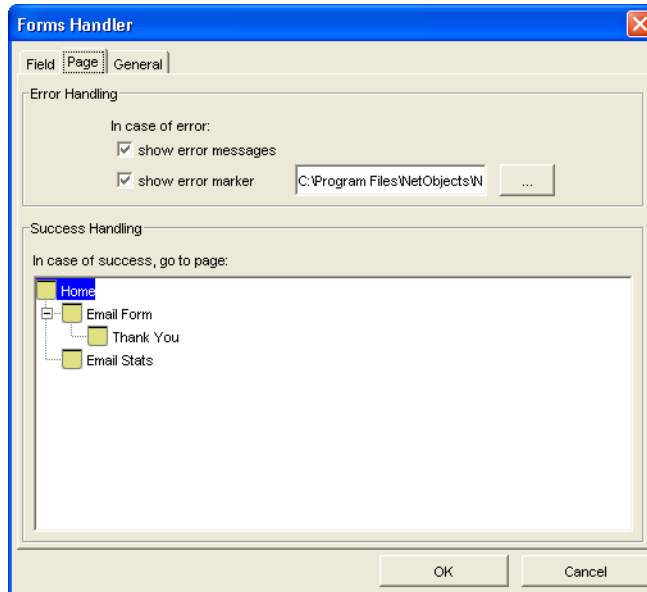 Forms Handler
Field Page General
Error Handling
In case of error:
show error messages
show error marker C:\Program Files\NetObjects\N ...
Success Handling
In case of success, go to page:
Home
Email Form
Thank You
Email Stats
OK Cancel